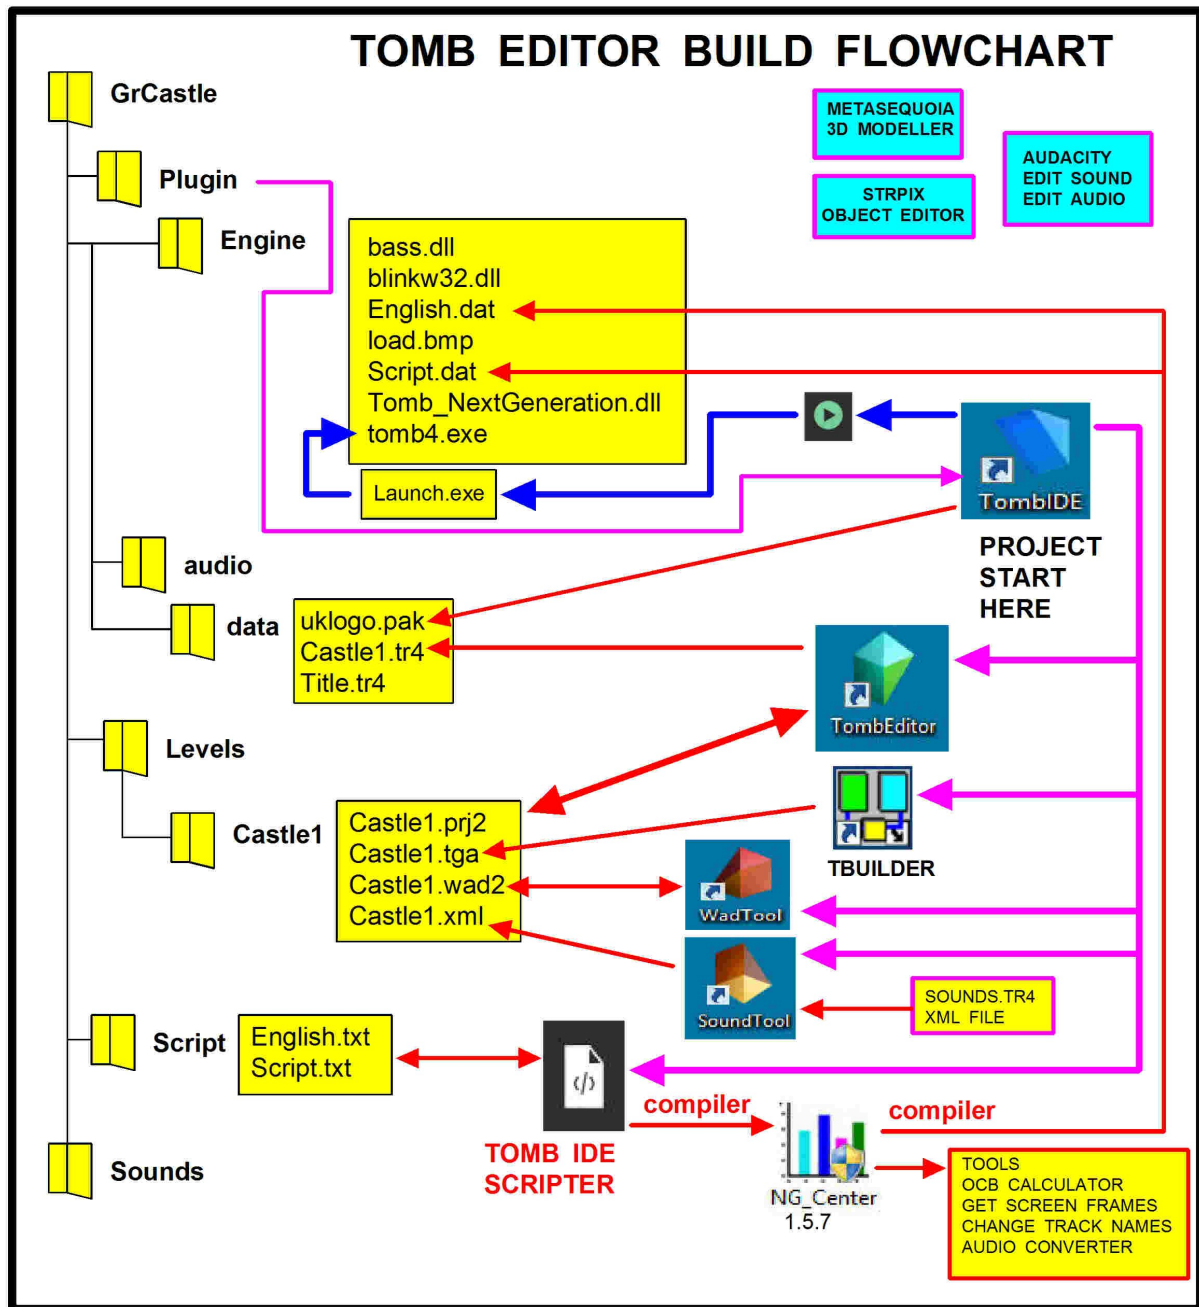 TOMB EDITOR BUILD FLOWCHART
GrCastle
METASEQUOIA
3D MODELLER
AUDACITY
EDIT SOUND
EDIT AUDIO
Plugin
STRPIX
OBJECT EDITOR
Engine
bass.dll
blinkw32.dll
English.dat
load.bmp
Script.dat
Tomb_NextGeneration.dll
tomb4.exe
Launch.exe
TombIDE
PROJECT
START
HERE
audio
data
uklogo.pak
Castle1.tr4
Title.tr4
TombEditor
Levels
Castle1
Castle1.prj2
Castle1.tga
Castle1.wad2
Castle1.xml
TBUILDER
WadTool
SoundTool
SOUNDS.TR4
XML FILE
Script
English.txt
Script.txt
</>
TOMB IDE
SCRIPTER
compiler
compiler
NG_Center
1.5.7
Sounds
TOOLS
OCB CALCULATOR
GET SCREEN FRAMES
CHANGE TRACK NAMES
AUDIO CONVERTER